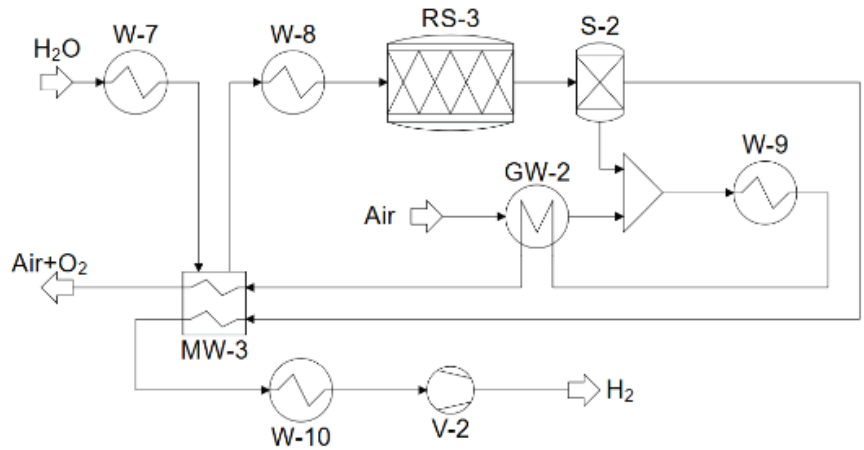 W-7
W-8
RS-3
S-2
H₂O
W-9
GW-2
Air
Air+O₂
MW-3
H₂
W-10
V-2